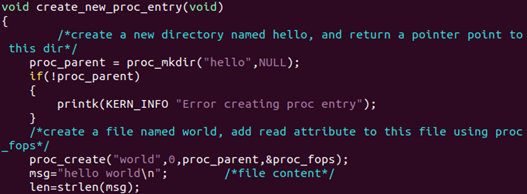 void create_new_proc_entry(void)
{
/*create a new directory named hello, and return a pointer point to
this dir*/
proc_parent = proc_mkdir("hello",NULL);
if(!proc_parent)
{
printk(KERN_INFO "Error creating proc entry");
}
/*create a file named world, add read attribute to this file using proc
_fops*/
proc_create("world",0,proc_parent,&proc_fops);
msg="hello world\n"; /*file content*/
len=strlen(msg);